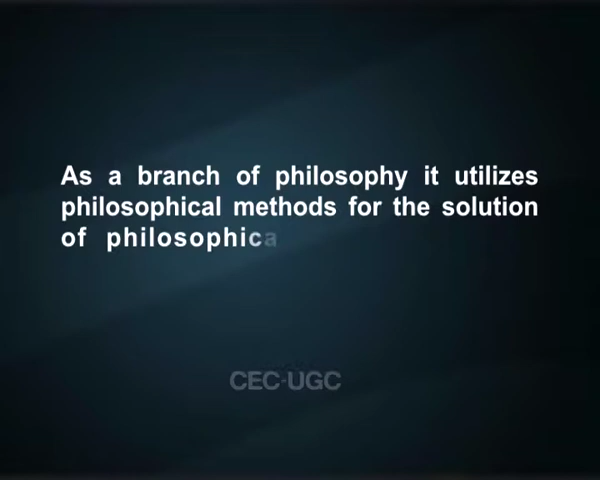 As a branch of philosophy it utilizes
philosophical methods for the solution
of philosophica
CEC-UGC